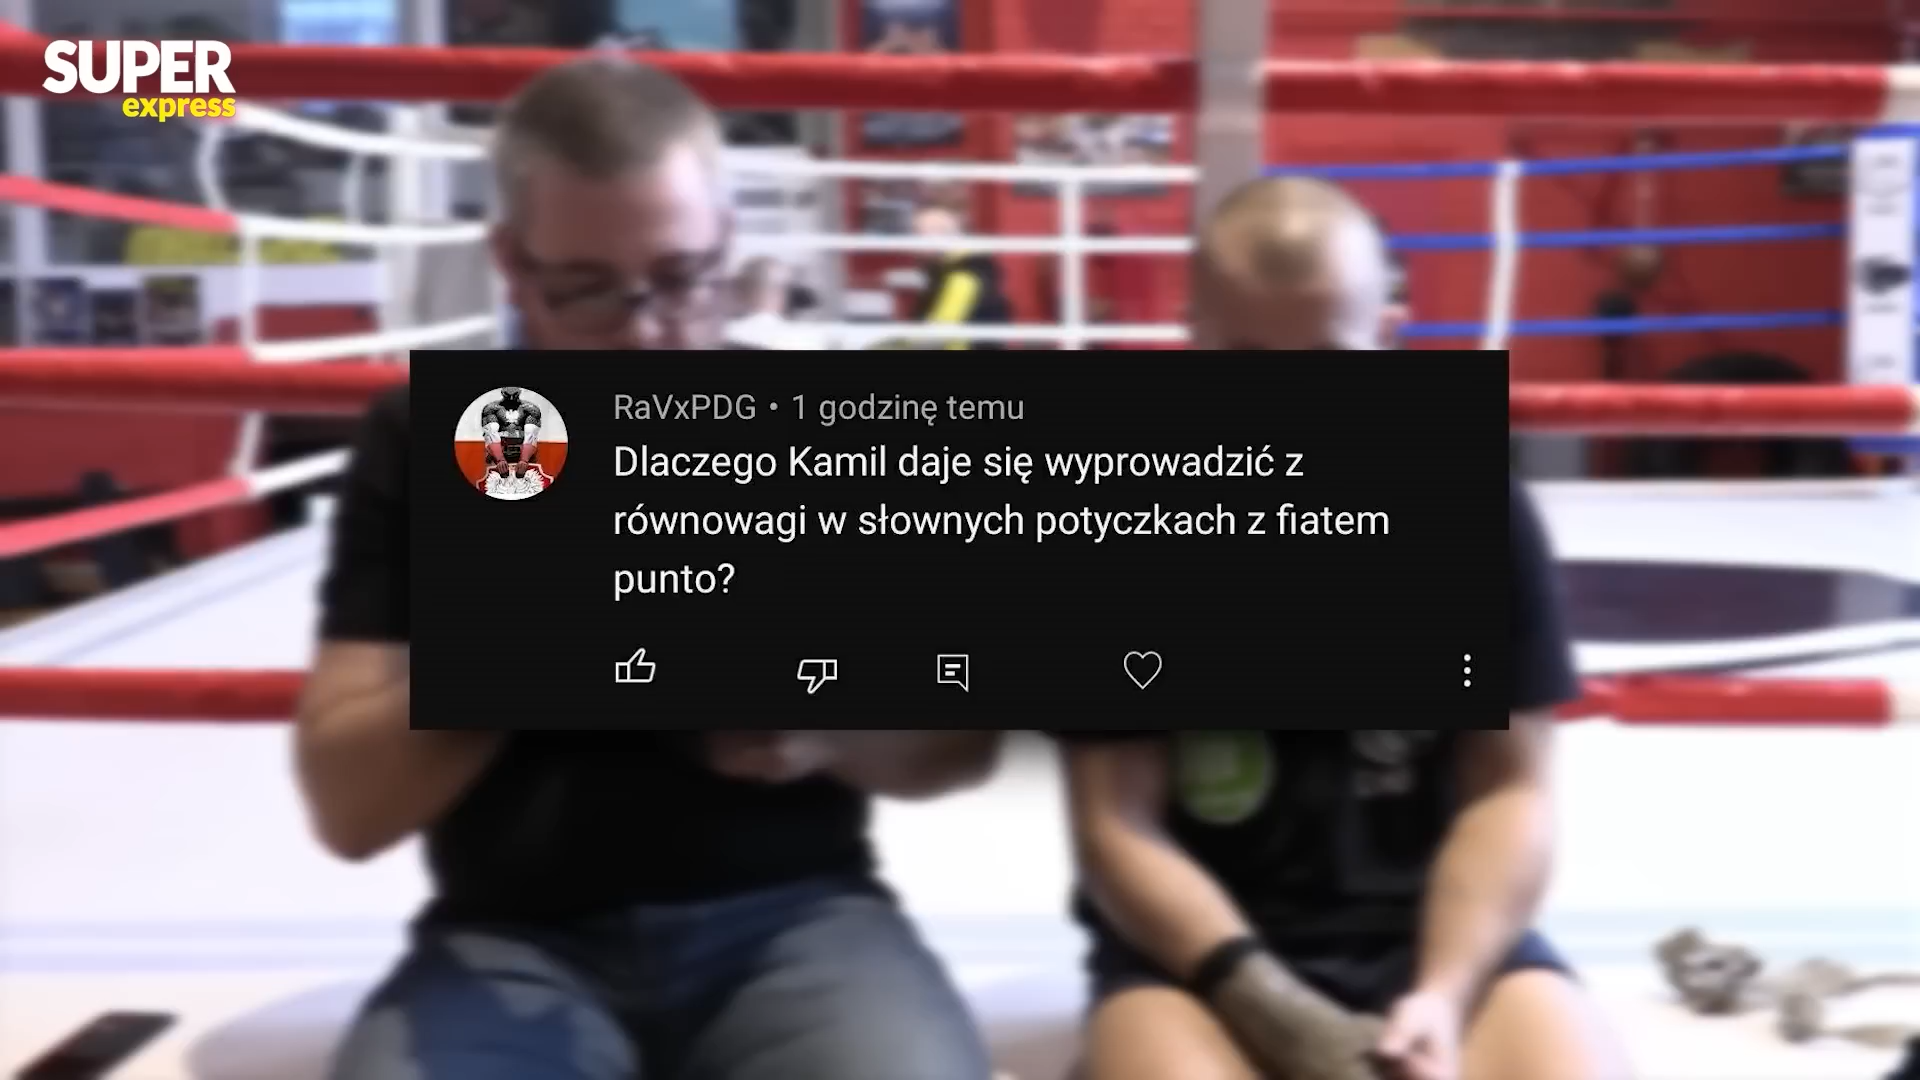 SUPER
express
RaVxPDG • 1 godzinę temu
Dlaczego Kamil daje się wyprowadzić z
równowagi w słownych potyczkach z fiatem
punto?